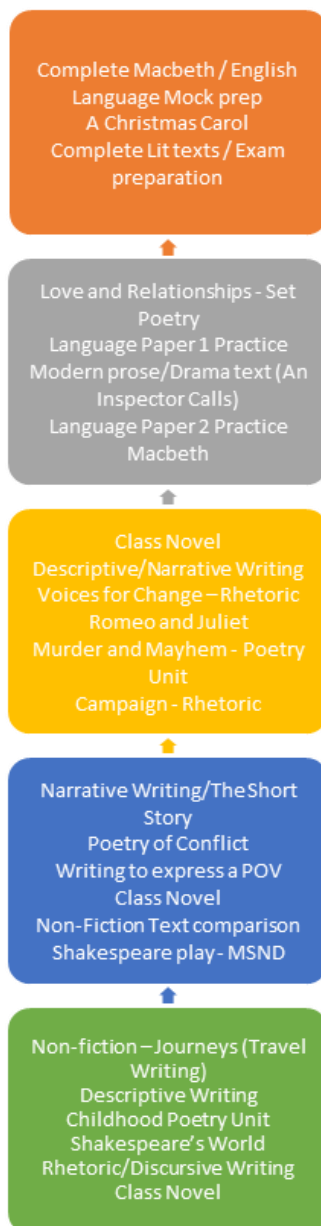 Complete Macbeth / English
Language Mock prep
A Christmas Carol
Complete Lit texts / Exam
preparation
Love and Relationships - Set
Poetry
Language Paper 1 Practice
Modern prose/Drama text (An
Inspector Calls)
Language Paper 2 Practice
Macbeth
Class Novel
Descriptive/Narrative Writing
Voices for Change – Rhetoric
Romeo and Juliet
Murder and Mayhem - Poetry
Unit
Campaign - Rhetoric
Narrative Writing/The Short
Story
Poetry of Conflict
Writing to express a POV
Class Novel
Non-Fiction Text comparison
Shakespeare play - MSND
Non-fiction – Journeys (Travel
Writing)
Descriptive Writing
Childhood Poetry Unit
Shakespeare's World
Rhetoric/Discursive Writing
Class Novel